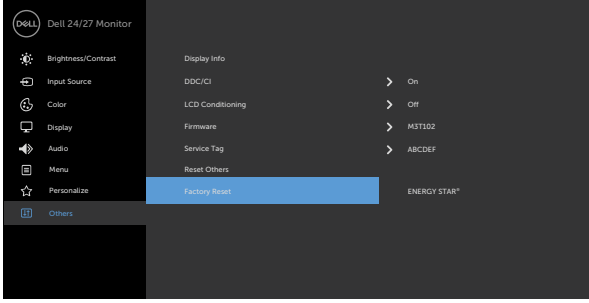 DELL Dell 24/27 Monitor
Brightness/Contrast Display Info
Input Source DDC/CI On
Color LCD Conditioning Off
Display Firmware M3T102
Audio Service Tag ABCDEF
Menu Reset Others
Personalize Factory Reset ENERGY STAR®
Others